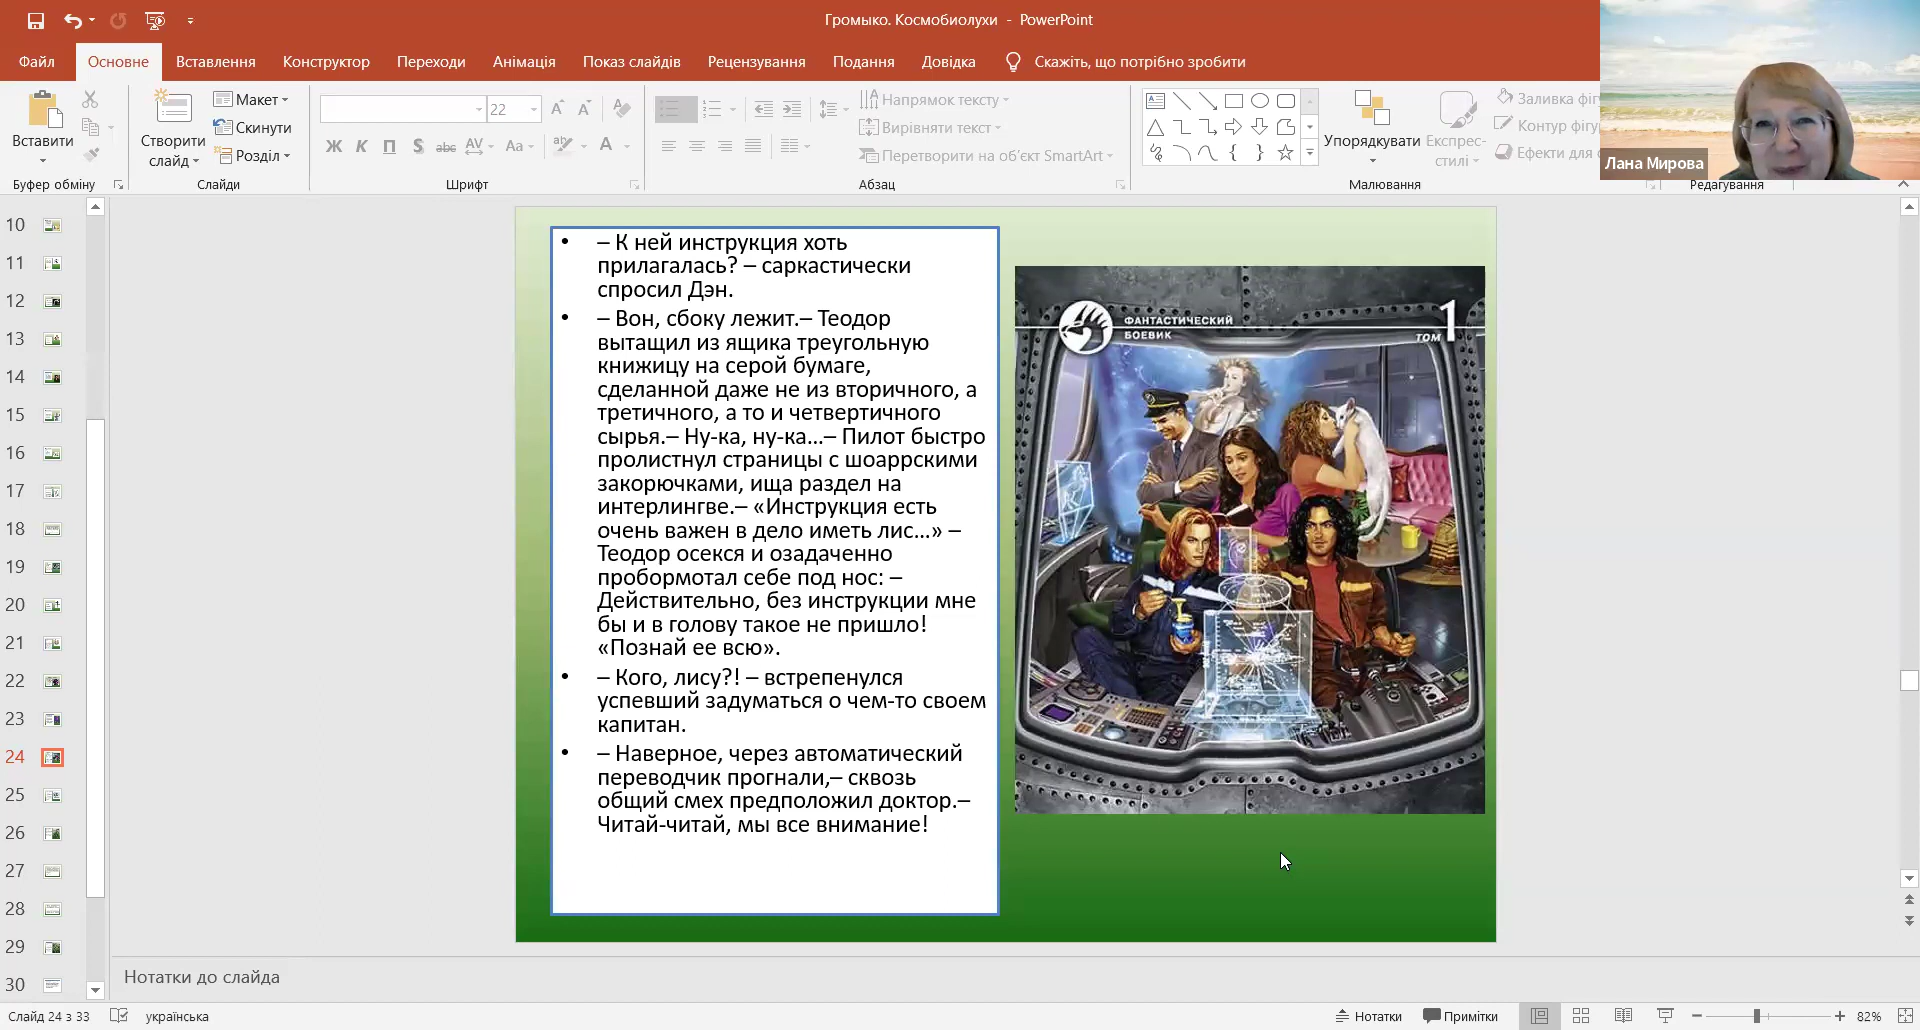 Громыко. Космобиолухи - PowerPoint
Файл Основне Вставлення Конструктор Переходи Анімація Показ слайдів Рецензування Подання Довідка Скажіть, що потрібно зробити
Вставити
Буфер обміну
Створити
слайд
Макет
Скинути
Розділ
Слайди
22
Ж К П S abc AV Aa A
Шрифт
Напрямок тексту
Вирівняти текст
Перетворити на об'єкт SmartArt
Абзац
Упорядкувати
Експрес-
стилі
Заливка фігу
Контур фігу
Ефекти для
Малювання
Редагування
Лана Мирова
10
11
12
13
14
15
16
17
18
19
20
21
22
23
24
25
26
27
28
29
30
• – К ней инструкция хоть
прилагалась? – саркастически
спросил Дэн.
• – Вон, сбоку лежит.– Теодор
вытащил из ящика треугольную
книжицу на серой бумаге,
сделанной даже не из вторичного, а
третичного, а то и четвертичного
сырья.– Ну-ка, ну-ка...– Пилот быстро
пролистнул страницы с шоаррскими
закорючками, ища раздел на
интерлингве.– «Инструкция есть
очень важен в дело иметь лис...» –
Теодор осекся и озадаченно
пробормотал себе под нос: –
Действительно, без инструкции мне
бы и в голову такое не пришло!
«Познай ее всю».
• – Кого, лису?! – встрепенулся
успевший задуматься о чем-то своем
капитан.
• – Наверное, через автоматический
переводчик прогнали,– сквозь
общий смех предположил доктор.–
Читай-читай, мы все внимание!
ФАНТАСТИЧЕСКИЙ
БОЕВИК
ТОМ 1
Нотатки до слайда
Слайд 24 з 33 українська Нотатки Примітки 82%